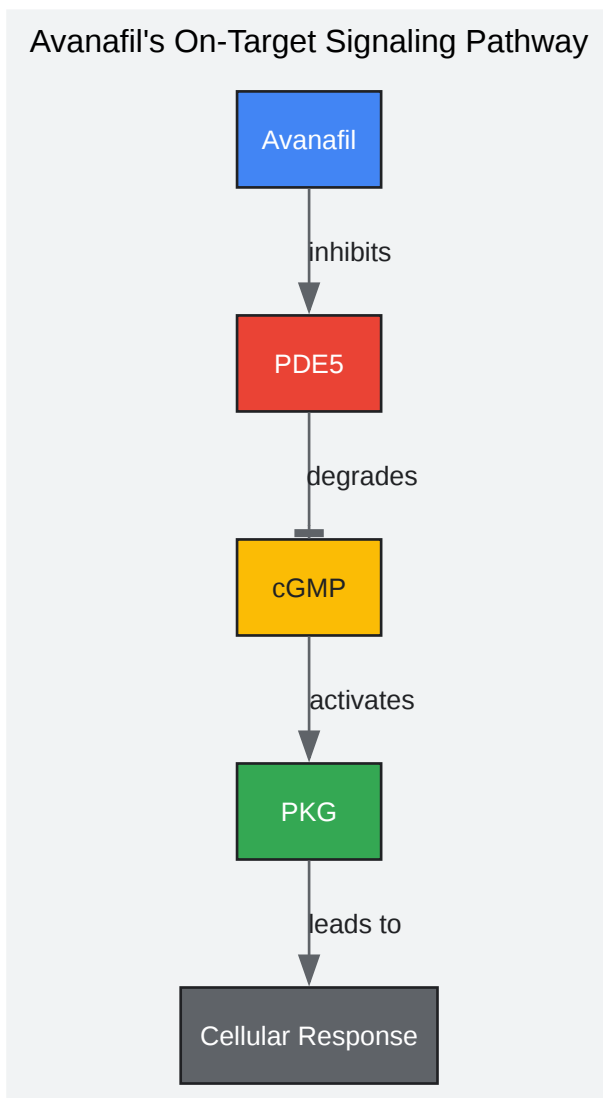 Avanafil's On-Target Signaling Pathway
Avanafil
inhibits
PDE5
degrades
cGMP
activates
PKG
leads to
Cellular Response